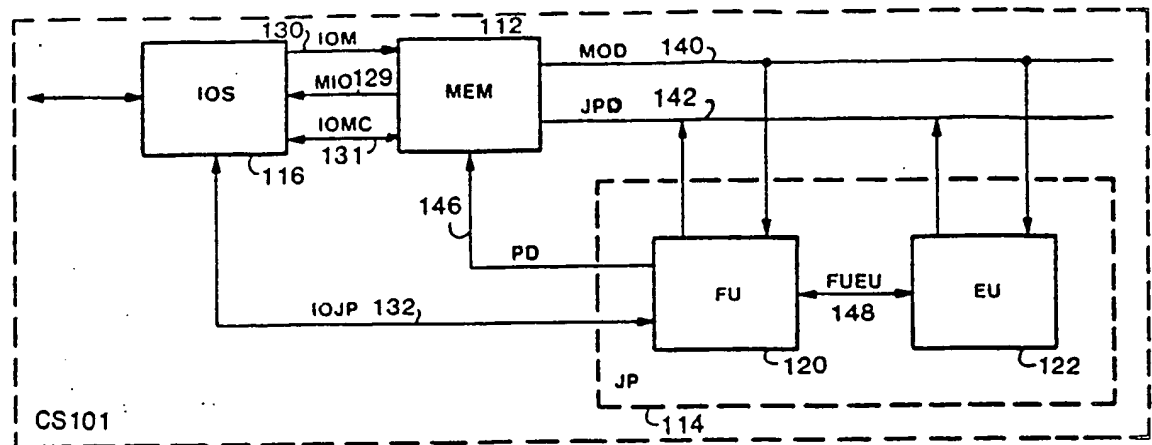 130 IOM
112
MOD 140
IOS
MIO 129
MEM
JPD 142
IOMC
131
116
146
PD
FU
FUEU
148
EU
IOJP 132
120
122
JP
CS101
114